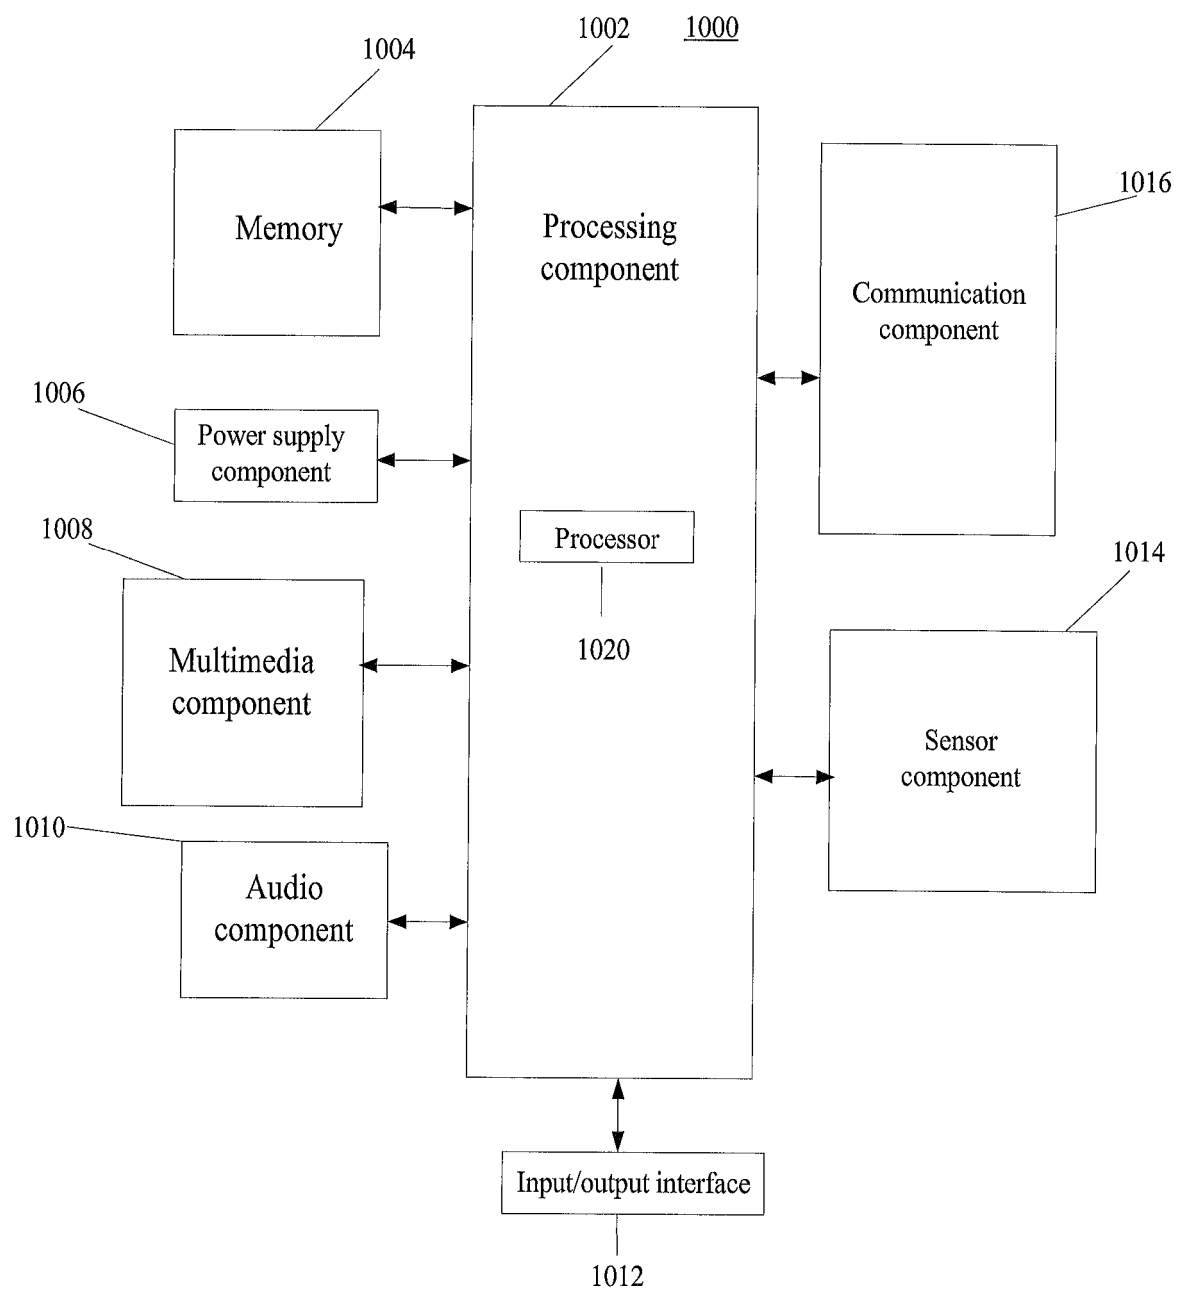 1002
1000
1004
Memory
Processing
component
1016
Communication
component
1006
Power supply
component
1008
Processor
1020
1014
Multimedia
component
Sensor
component
1010
Audio
component
Input/output interface
1012